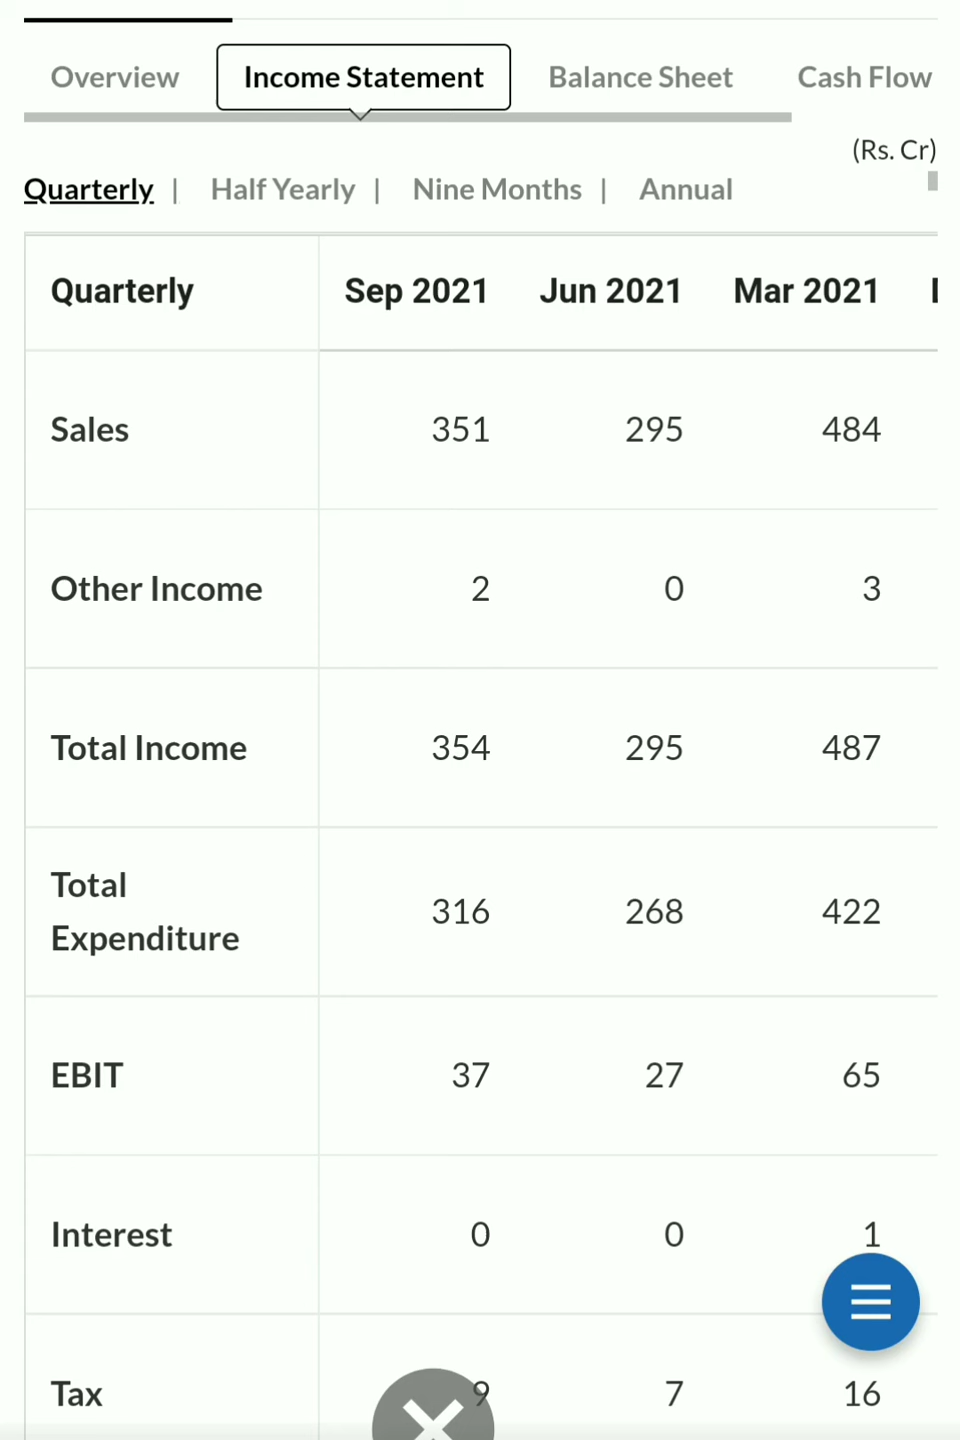 Overview Income Statement Balance Sheet Cash Flow
(Rs. Cr)
Quarterly | Half Yearly | Nine Months | Annual
Quarterly Sep 2021 Jun 2021 Mar 2021
Sales 351 295 484
Other Income 2 0 3
Total Income 354 295 487
Total
Expenditure 316 268 422
EBIT 37 27 65
Interest 0 0 1
Tax 9 7 16